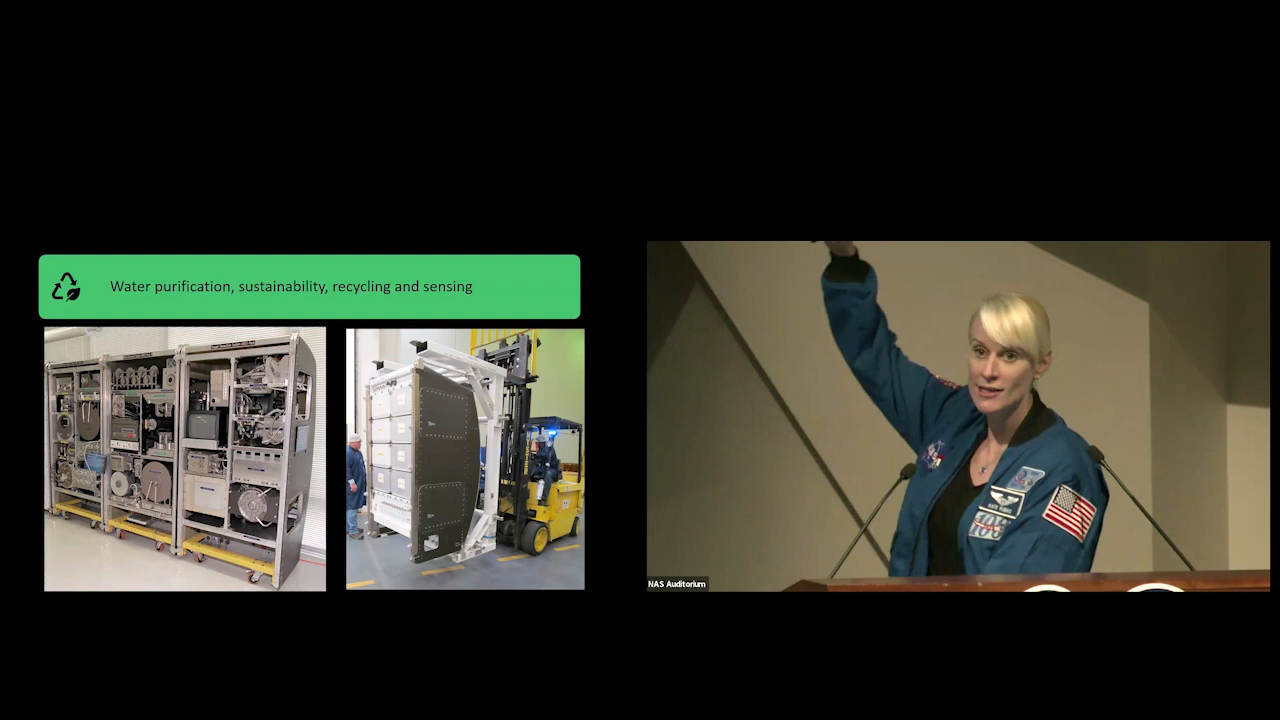 Water purification, sustainability, recycling and sensing
NAS Auditorium